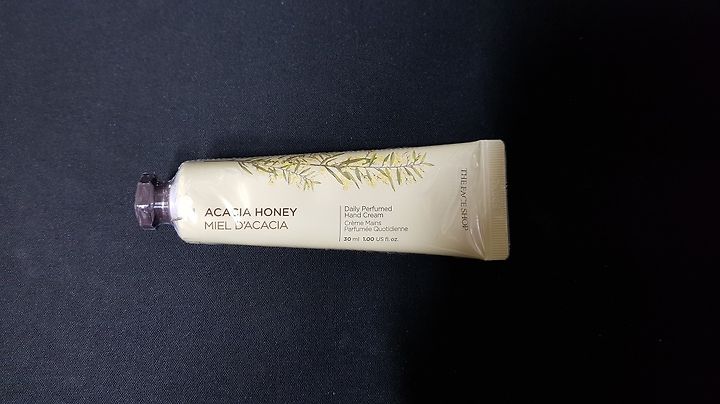 ACACIA HONEY
MIEL D'ACACIA
Daily Perfumed
Hand Cream
Crème Mains
Parfumée Quotidienne
30 ml 1.00 US fl. oz.
THE FACE SHOP